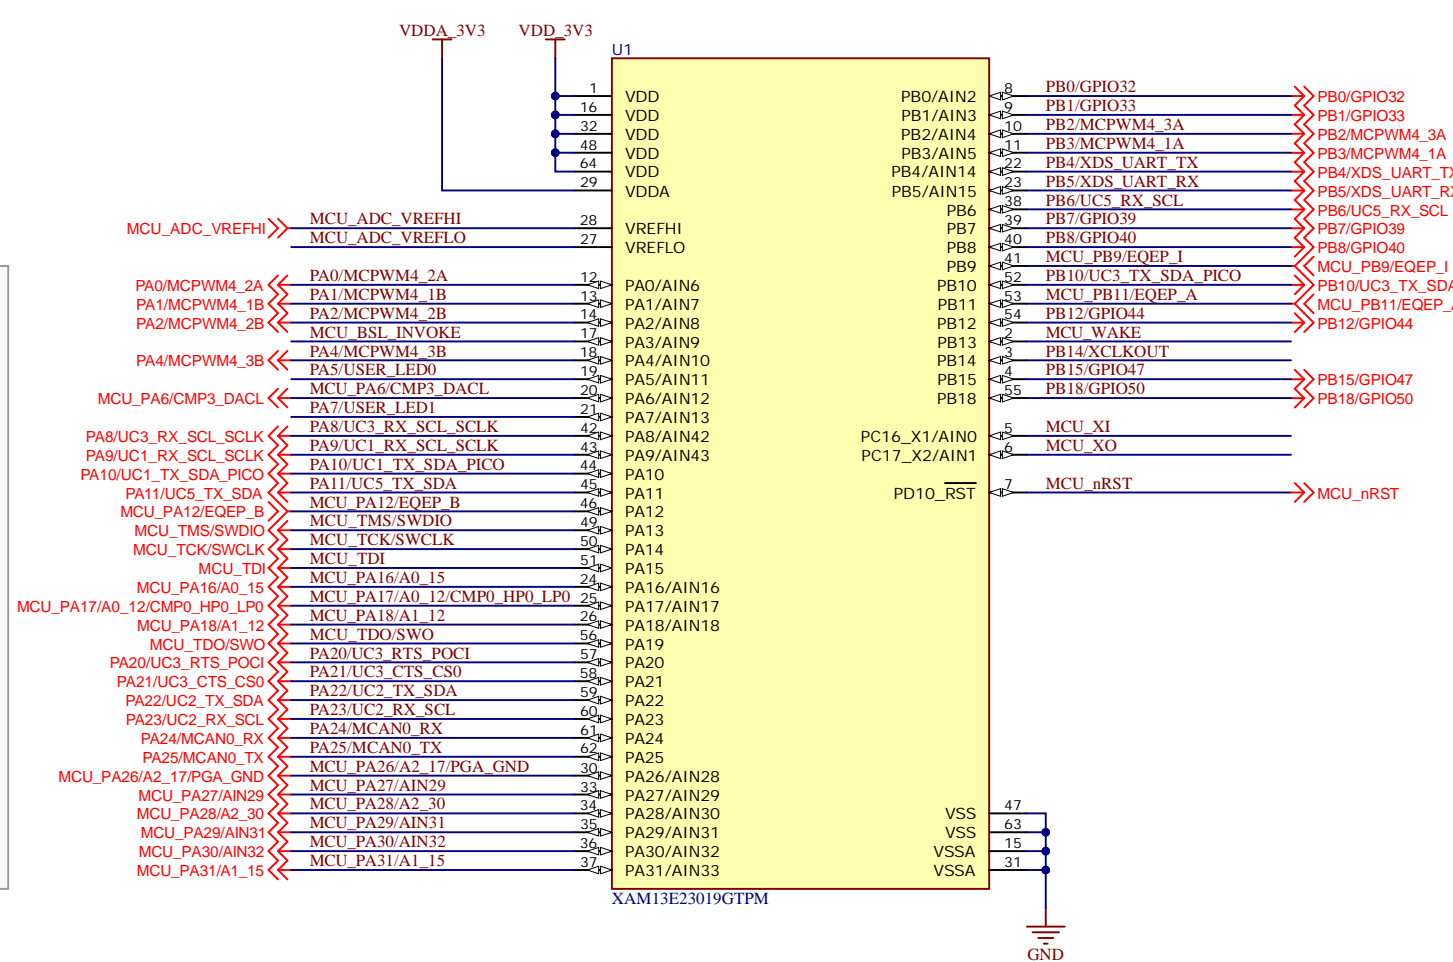 VDDA_3V3 VDD_3V3
U1
1 VDD
16 VDD
32 VDD
48 VDD
64 VDD
29 VDDA
MCU_ADC_VREFHI MCU_ADC_VREFHI 28 VREFHI
MCU_ADC_VREFLO 27 VREFLO
PA0/MCPWM4_2A PA0/MCPWM4_2A 12 PA0/AIN6
PA1/MCPWM4_1B PA1/MCPWM4_1B 13 PA1/AIN7
PA2/MCPWM4_2B PA2/MCPWM4_2B 14 PA2/AIN8
MCU_BSL_INVOKE 17 PA3/AIN9
PA4/MCPWM4_3B PA4/MCPWM4_3B 18 PA4/AIN10
PA5/USER_LED0 19 PA5/AIN11
MCU_PA6/CMP3_DACL MCU_PA6/CMP3_DACL 20 PA6/AIN12
PA7/USER_LED1 21 PA7/AIN13
PA8/UC3_RX_SCL_SCLK PA8/UC3_RX_SCL_SCLK 42 PA8/AIN42
PA9/UC1_RX_SCL_SCLK PA9/UC1_RX_SCL_SCLK 43 PA9/AIN43
PA10/UC1_TX_SDA_PICO PA10/UC1_TX_SDA_PICO 44 PA10
PA11/UC5_TX_SDA PA11/UC5_TX_SDA 45 PA11
MCU_PA12/EQEP_B MCU_PA12/EQEP_B 46 PA12
MCU_TMS/SWDIO MCU_TMS/SWDIO 49 PA13
MCU_TCK/SWCLK MCU_TCK/SWCLK 50 PA14
MCU_TDI MCU_TDI 51 PA15
MCU_PA16/A0_15 MCU_PA16/A0_15 24 PA16/AIN16
MCU_PA17/A0_12/CMP0_HP0_LP0 MCU_PA17/A0_12/CMP0_HP0_LP0 25 PA17/AIN17
MCU_PA18/A1_12 MCU_PA18/A1_12 26 PA18/AIN18
MCU_TDO/SWO MCU_TDO/SWO 56 PA19
PA20/UC3_RTS_POCI PA20/UC3_RTS_POCI 57 PA20
PA21/UC3_CTS_CS0 PA21/UC3_CTS_CS0 58 PA21
PA22/UC2_TX_SDA PA22/UC2_TX_SDA 59 PA22
PA23/UC2_RX_SCL PA23/UC2_RX_SCL 60 PA23
PA24/MCAN0_RX PA24/MCAN0_RX 61 PA24
PA25/MCAN0_TX PA25/MCAN0_TX 62 PA25
MCU_PA26/A2_17/PGA_GND MCU_PA26/A2_17/PGA_GND 30 PA26/AIN28
MCU_PA27/AIN29 MCU_PA27/AIN29 33 PA27/AIN29
MCU_PA28/A2_30 MCU_PA28/A2_30 34 PA28/AIN30
MCU_PA29/AIN31 MCU_PA29/AIN31 35 PA29/AIN31
MCU_PA30/AIN32 MCU_PA30/AIN32 36 PA30/AIN32
MCU_PA31/A1_15 MCU_PA31/A1_15 37 PA31/AIN33
PB0/AIN2 8 PB0/GPIO32 PB0/GPIO32
PB1/AIN3 9 PB1/GPIO33 PB1/GPIO33
PB2/AIN4 10 PB2/MCPWM4_3A PB2/MCPWM4_3A
PB3/AIN5 11 PB3/MCPWM4_1A PB3/MCPWM4_1A
PB4/AIN14 22 PB4/XDS_UART_TX PB4/XDS_UART_T
PB5/AIN15 23 PB5/XDS_UART_RX PB5/XDS_UART_R
PB6 38 PB6/UC5_RX_SCL PB6/UC5_RX_SCL
PB7 39 PB7/GPIO39 PB7/GPIO39
PB8 40 PB8/GPIO40 PB8/GPIO40
PB9 41 MCU_PB9/EQEP_I MCU_PB9/EQEP_I
PB10 52 PB10/UC3_TX_SDA_PICO PB10/UC3_TX_SDA
PB11 53 MCU_PB11/EQEP_A MCU_PB11/EQEP_
PB12 54 PB12/GPIO44 PB12/GPIO44
PB13 2 MCU_WAKE
PB14 3 PB14/XCLKOUT
PB15 4 PB15/GPIO47 PB15/GPIO47
PB18 55 PB18/GPIO50 PB18/GPIO50
PC16_X1/AIN0 5 MCU_XI
PC17_X2/AIN1 6 MCU_XO
PD10_RST 7 MCU_nRST MCU_nRST
VSS 47
VSS 63
VSSA 15
VSSA 31
XAM13E23019GTPM
GND